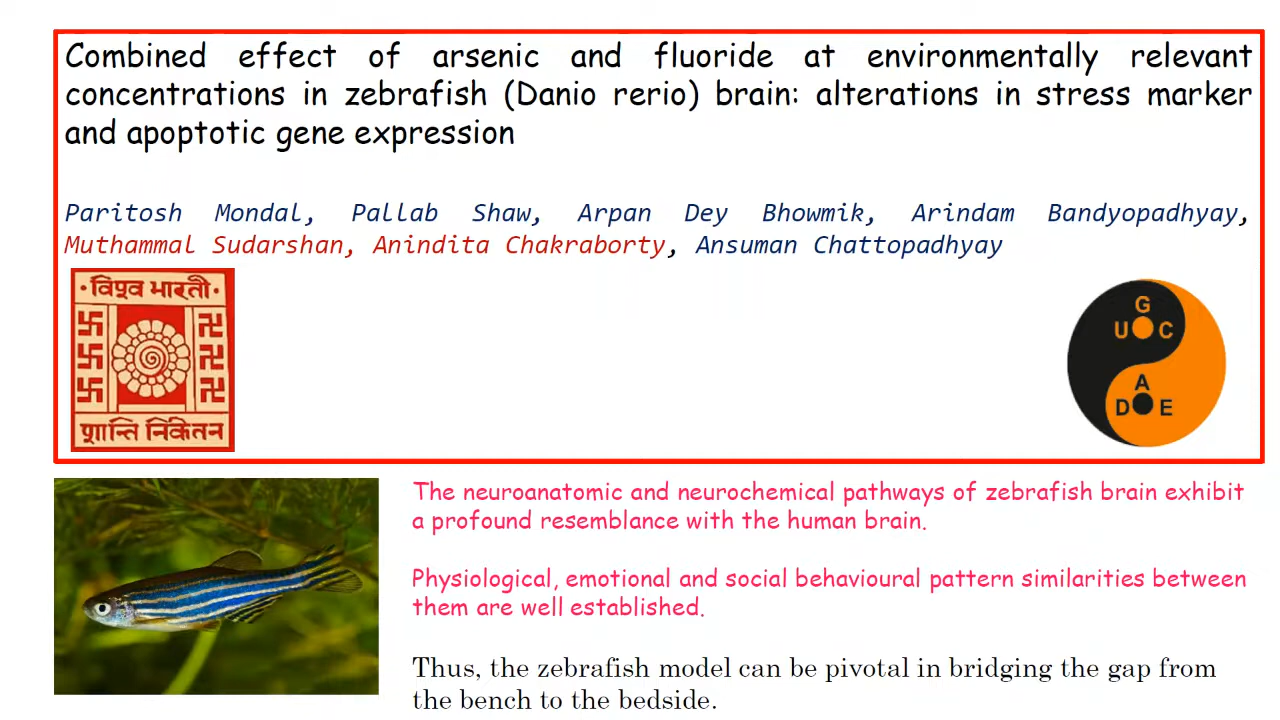 Combined effect of arsenic and fluoride at environmentally relevant
concentrations in zebrafish (Danio rerio) brain: alterations in stress marker
and apoptotic gene expression
Paritosh Mondal, Pallab Shaw, Arpan Dey Bhowmik, Arindam Bandyopadhyay,
Muthammal Sudarshan, Anindita Chakraborty, Ansuman Chattopadhyay
विश्व भारती
शान्ति निकेतन
G
U C
A
D E
The neuroanatomic and neurochemical pathways of zebrafish brain exhibit
a profound resemblance with the human brain.
Physiological, emotional and social behavioural pattern similarities between
them are well established.
Thus, the zebrafish model can be pivotal in bridging the gap from
the bench to the bedside.